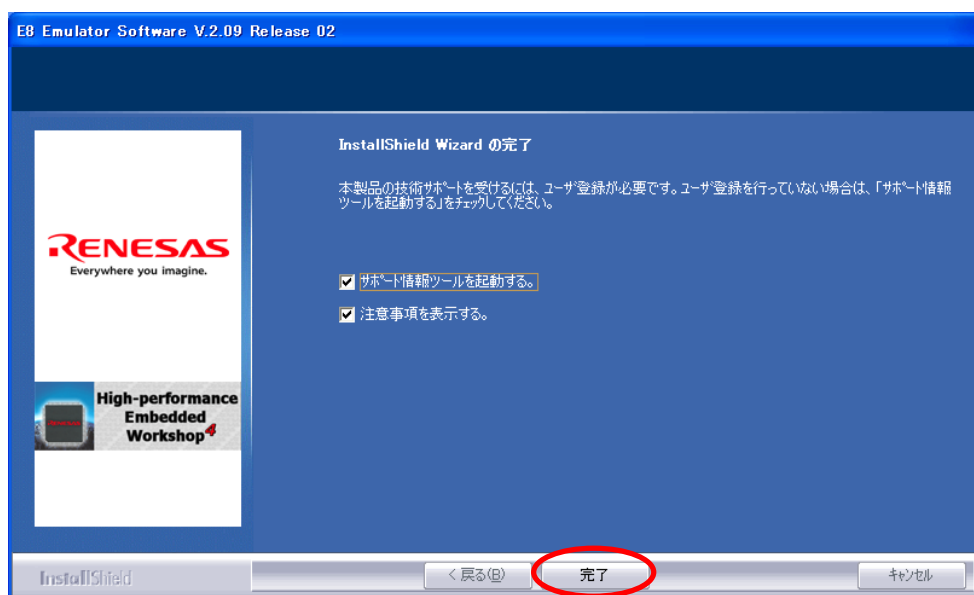 E8 Emulator Software V.2.09 Release 02
InstallShield Wizard の完了
本製品の技術サポートを受けるには、ユーザ登録が必要です。ユーザ登録を行っていない場合は、「サポート情報
ツールを起動する」をチェックしてください。
RENESAS
Everywhere you imagine.
サポート情報ツールを起動する。
注意事項を表示する。
High-performance
Embedded
Workshop4
InstallShield
< 戻る(B)
完了
キャンセル